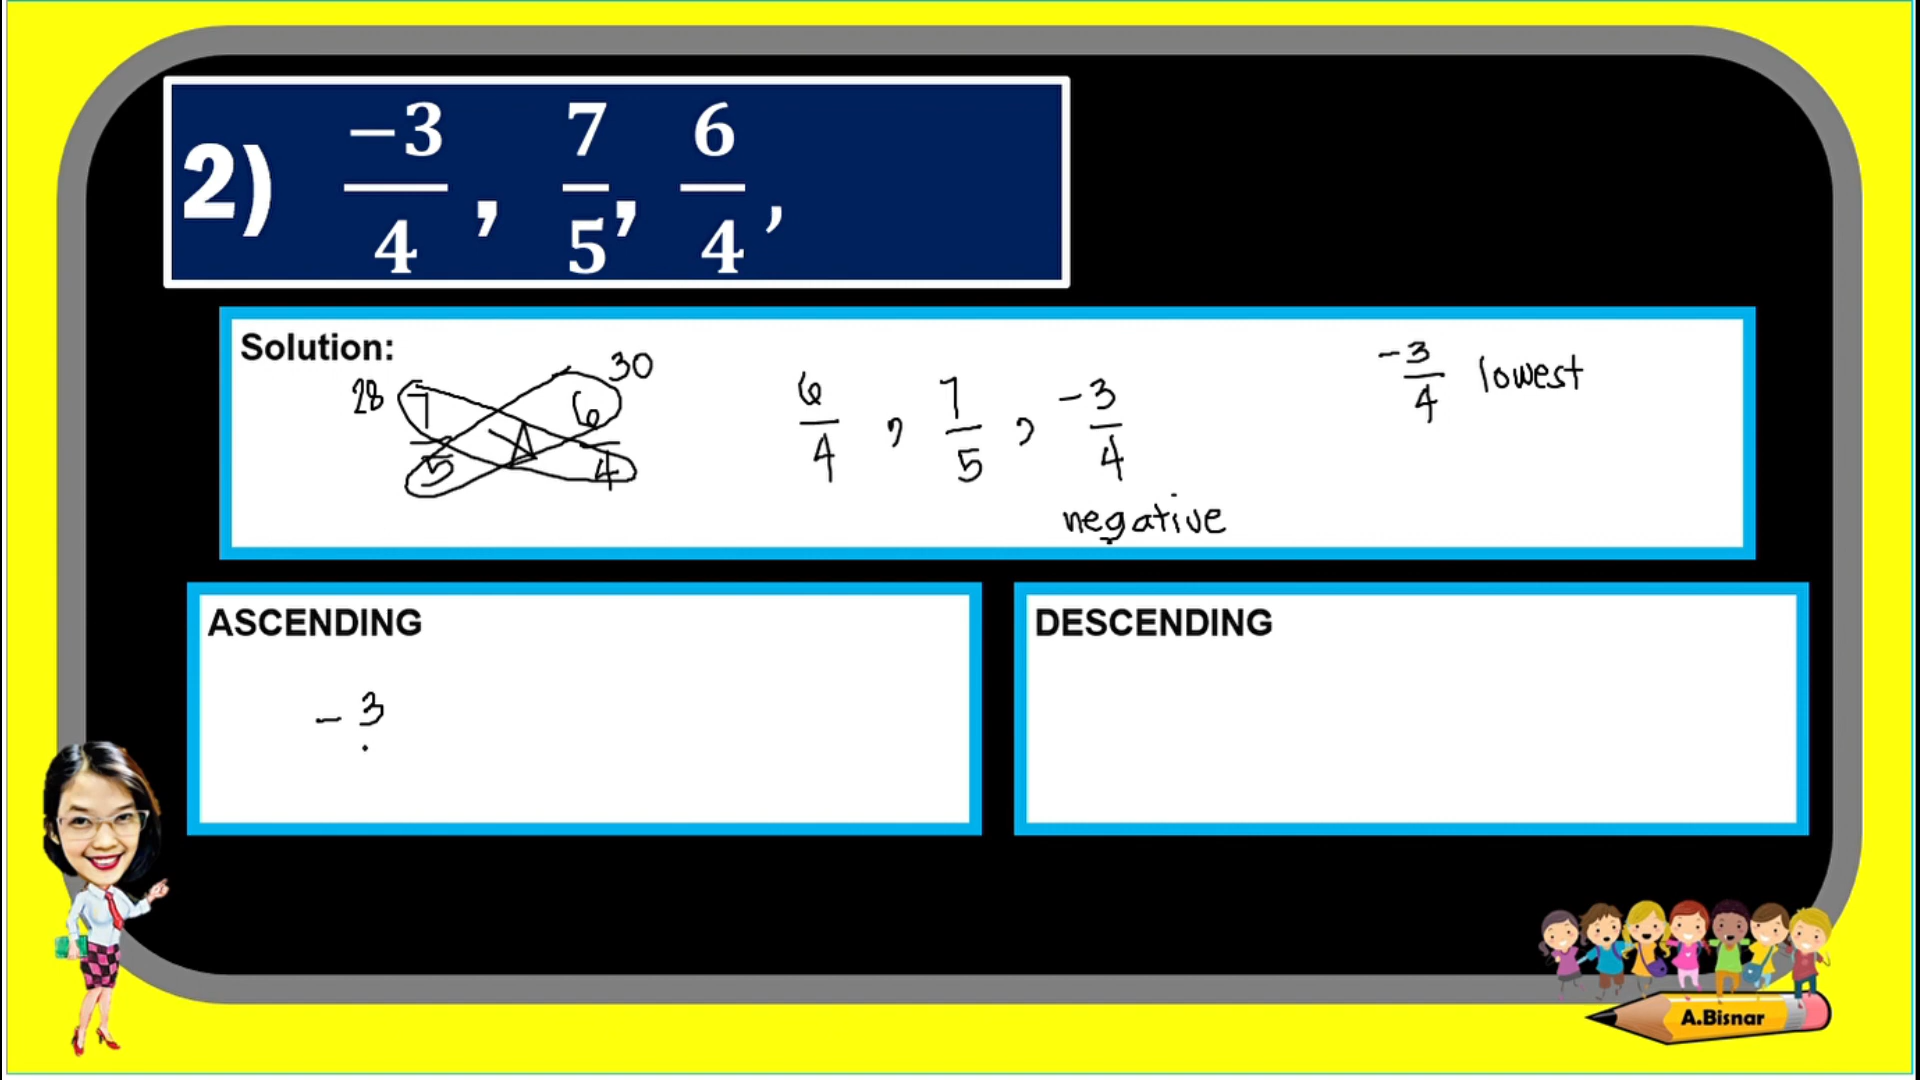 2) −3/4 , 7/5, 6/4,
Solution:
28 7/5 6/4 30
6/4 , 7/5 , −3/4
negative
−3/4 lowest
ASCENDING
− 3
DESCENDING
A.Bisnar